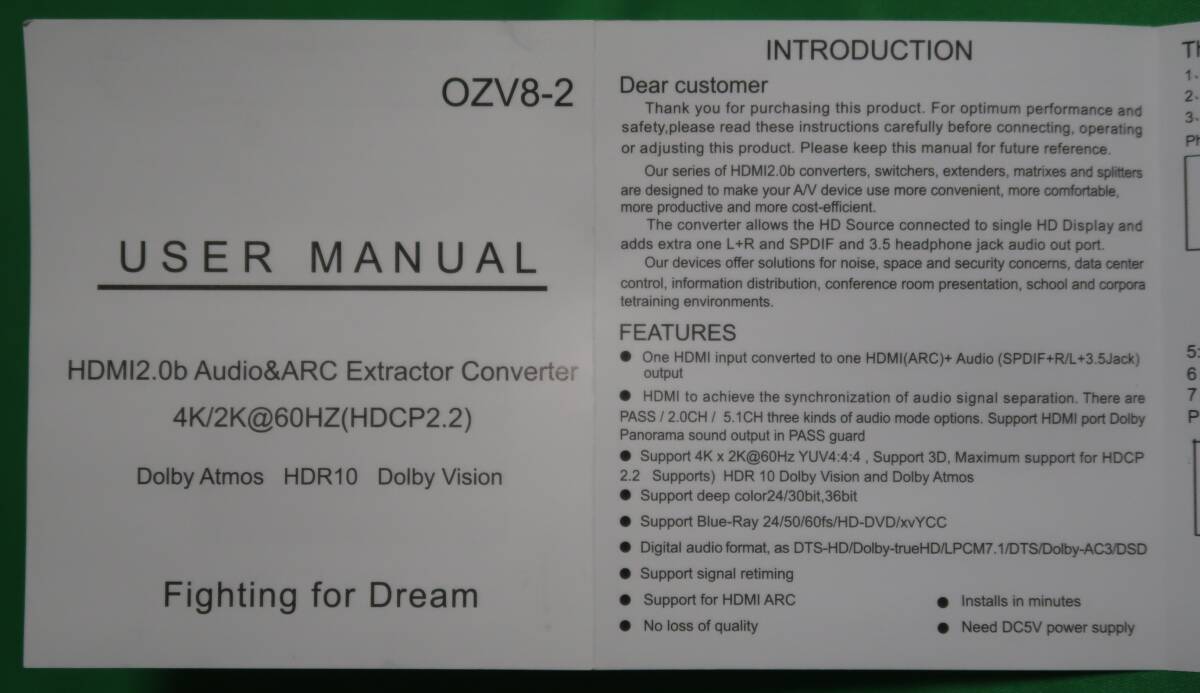 OZV8-2
USER MANUAL
HDMI2.0b Audio&ARC Extractor Converter
4K/2K@60HZ(HDCP2.2)
Dolby Atmos HDR10 Dolby Vision
Fighting for Dream
INTRODUCTION
Dear customer
Thank you for purchasing this product. For optimum performance and
safety,please read these instructions carefully before connecting, operating
or adjusting this product. Please keep this manual for future reference.
Our series of HDMI2.0b converters, switchers, extenders, matrixes and splitters
are designed to make your A/V device use more convenient, more comfortable,
more productive and more cost-efficient.
The converter allows the HD Source connected to single HD Display and
adds extra one L+R and SPDIF and 3.5 headphone jack audio out port.
Our devices offer solutions for noise, space and security concerns, data center
control, information distribution, conference room presentation, school and corpora
tetraining environments.
FEATURES
● One HDMI input converted to one HDMI(ARC)+ Audio (SPDIF+R/L+3.5Jack)
output
● HDMI to achieve the synchronization of audio signal separation. There are
PASS / 2.0CH / 5.1CH three kinds of audio mode options. Support HDMI port Dolby
Panorama sound output in PASS guard
● Support 4K x 2K@60Hz YUV4:4:4 , Support 3D, Maximum support for HDCP
2.2 Supports) HDR 10 Dolby Vision and Dolby Atmos
● Support deep color24/30bit,36bit
● Support Blue-Ray 24/50/60fs/HD-DVD/xvYCC
● Digital audio format, as DTS-HD/Dolby-trueHD/LPCM7.1/DTS/Dolby-AC3/DSD
● Support signal retiming
● Support for HDMI ARC
● No loss of quality
● Installs in minutes
● Need DC5V power supply
1-
2-
3-
5:
6
7